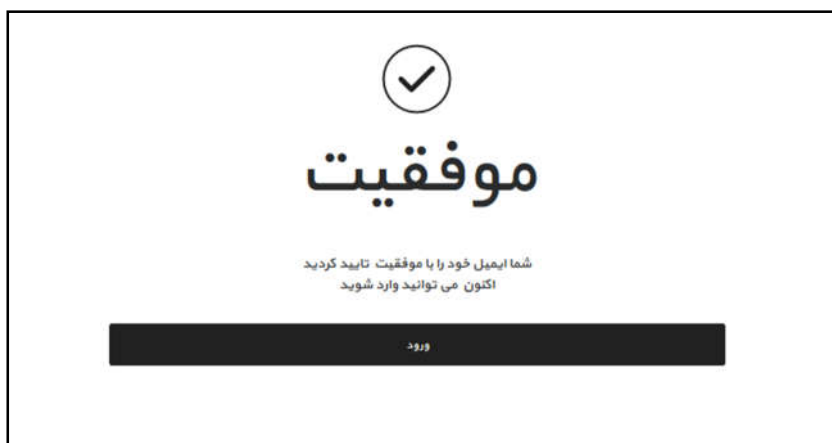 موفقیت
شما ایمیل خود را با موفقیت تایید کردید
اکنون می توانید وارد شوید
ورود